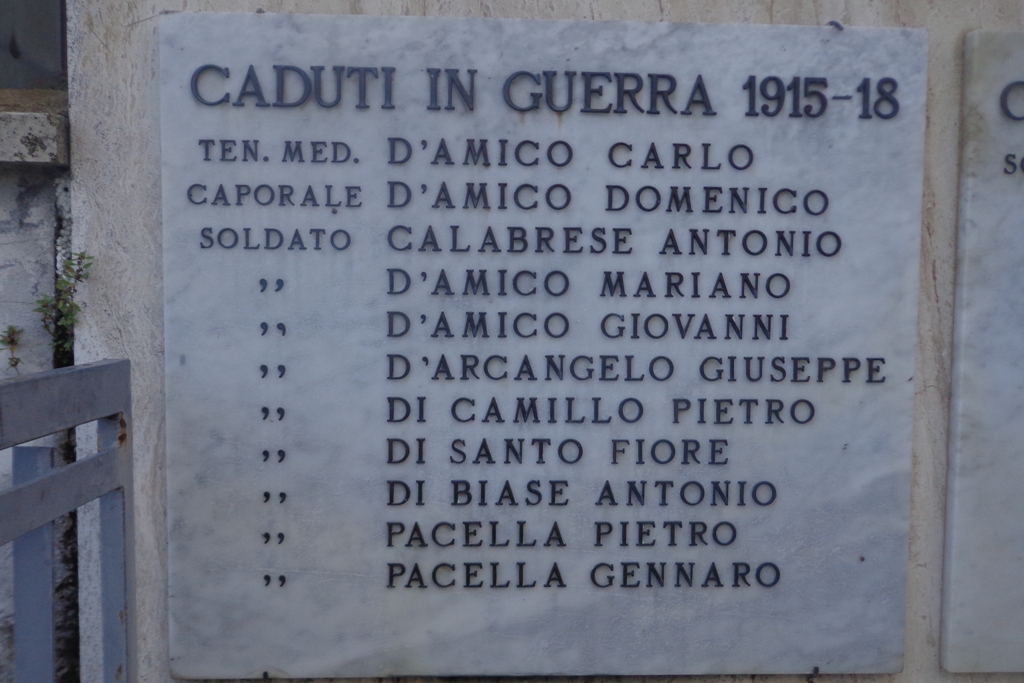 CADUTI IN GUERRA 1915-18
TEN. MED. D'AMICO CARLO
CAPORALE D'AMICO DOMENICO
SOLDATO CALABRESE ANTONIO
,, D'AMICO MARIANO
,, D'AMICO GIOVANNI
,, D'ARCANGELO GIUSEPPE
,, DI CAMILLO PIETRO
,, DI SANTO FIORE
,, DI BIASE ANTONIO
,, PACELLA PIETRO
,, PACELLA GENNARO